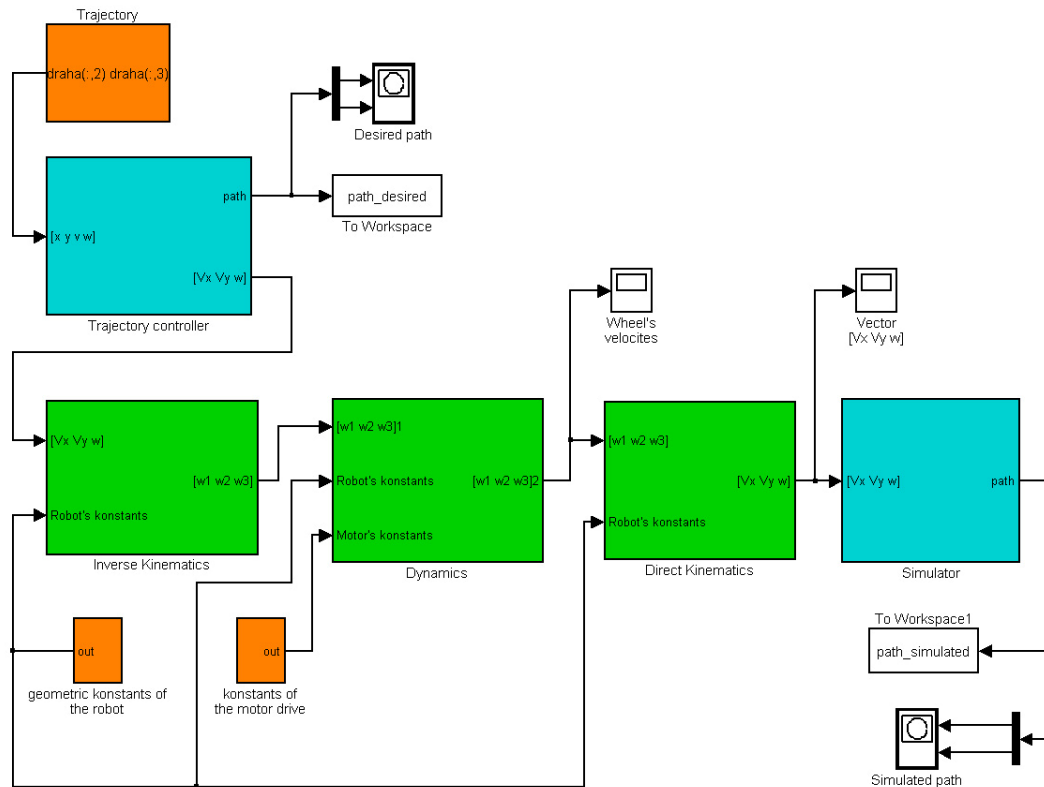 Trajectory
draha(:,2) draha(:,3)
Desired path
path
path_desired
To Workspace
[x y v w]
[Vx Vy w]
Trajectory controller
Wheel's
velocites
Vector
[Vx Vy w]
[Vx Vy w]
[w1 w2 w3]
Robot's konstants
Inverse Kinematics
[w1 w2 w3]1
Robot's konstants
[w1 w2 w3]2
Motor's konstants
Dynamics
[w1 w2 w3]
[Vx Vy w]
Robot's konstants
Direct Kinematics
[Vx Vy w]
path
Simulator
out
geometric konstants of
the robot
out
konstants of
the motor drive
To Workspace1
path_simulated
Simulated path